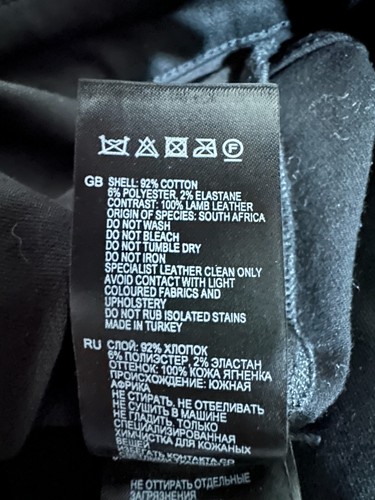 F
GB SHELL: 92% COTTON
6% POLYESTER, 2% ELASTANE
CONTRAST: 100% LAMB LEATHER
ORIGIN OF SPECIES: SOUTH AFRICA
DO NOT WASH
DO NOT BLEACH
DO NOT TUMBLE DRY
DO NOT IRON
SPECIALIST LEATHER CLEAN ONLY
AVOID CONTACT WITH LIGHT
COLOURED FABRICS AND
UPHOLSTERY
DO NOT RUB ISOLATED STAINS
MADE IN TURKEY
RU СЛОЙ: 92% ХЛОПОК
6% ПОЛИЭСТЕР, 2% ЭЛАСТАН
ОТТЕНОК: 100% КОЖА ЯГНЕНКА
ПРОИСХОЖДЕНИЕ: ЮЖНАЯ
АФРИКА
НЕ СТИРАТЬ, НЕ ОТБЕЛИВАТЬ
НЕ СУШИТЬ В МАШИНЕ
НЕ ГЛАДИТЬ, ТОЛЬКО
СПЕЦИАЛИЗИРОВАННАЯ
ХИМЧИСТКА ДЛЯ КОЖАНЫХ
ВЕЩЕЙ
КОНТАКТА
НЕ ОТТИРАТЬ ОТДЕЛЬНЫЕ
ЗАГРЯЗНЕНИЯ